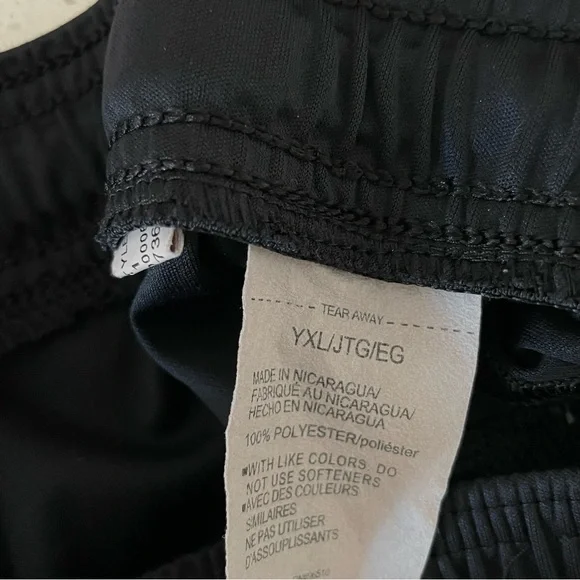 TEAR AWAY
YXL/JTG/EG
MADE IN NICARAGUA/
FABRIQUÉ AU NICARAGUA/
HECHO EN NICARAGUA
100% POLYESTER/poliéster
▪WITH LIKE COLORS DO
NOT USE SOFTENERS
▪AVEC DES COULEURS
SIMILAIRES
NE PAS UTILISER
D'ASSOUPLISSANTS